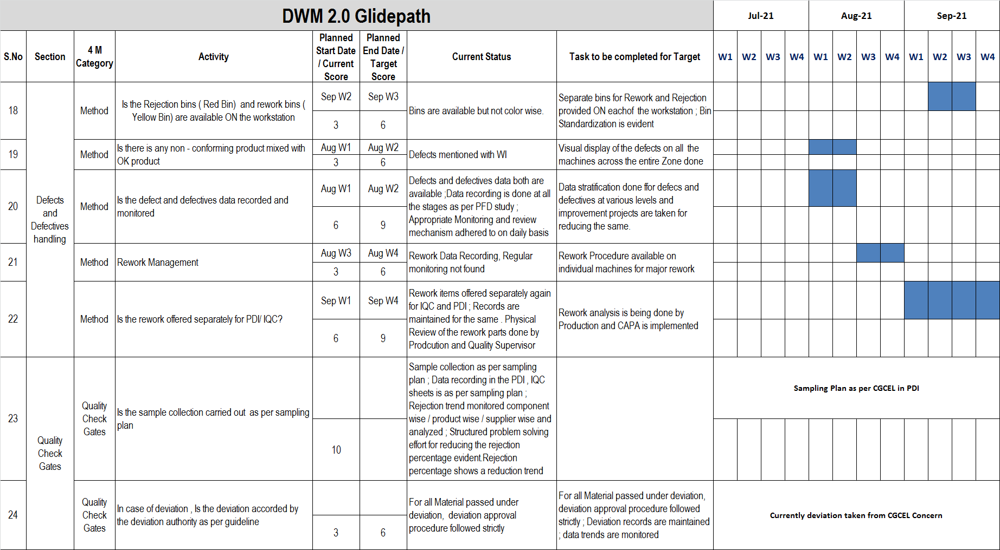 DWM 2.0 Glidepath
Jul-21
Aug-21
Sep-21
S.No
Section
4 M
Category
Activity
Planned
Start Date
/ Current
Score
Planned
End Date /
Target
Score
Current Status
Task to be completed for Target
W1 W2 W3 W4 W1 W2 W3 W4 W1 W2 W3 W4
Defects
and
Defectives
handling
18
Method
Is the Rejection bins ( Red Bin) and rework bins (
Yellow Bin) are available ON the workstation
Sep W2
Sep W3
3
6
Bins are available but not color wise.
Separate bins for Rework and Rejection
provided ON eachof the workstation ; Bin
Standardization is evident
19
Method
Is there is any non - conforming product mixed with
OK product
Aug W1
Aug W2
3
6
Defects mentioned with WI
Visual display of the defects on all the
machines across the entire Zone done
20
Method
Is the defect and defectives data recorded and
monitored
Aug W1
Aug W2
6
9
Defects and defectives data both are
available ;Data recording is done at all
the stages as per PFD study ;
Appropriate Monitoring and review
mechanism adhered to on daily basis
Data stratification done ffor defecs and
defectives at various levels and
improvement projects are taken for
reducing the same.
21
Method
Rework Management
Aug W3
Aug W4
3
6
Rework Data Recording, Regular
monitoring not found
Rework Procedure available on
individual machines for major rework
22
Method
Is the rework offered separately for PDI/ IQC?
Sep W1
Sep W4
6
9
Rework items offered separately again
for IQC and PDI ; Records are
maintained for the same . Physical
Review of the rework parts done by
Prodcution and Quality Supervisor
Rework analysis is being done by
Production and CAPA is implemented
Quality
Check
Gates
23
Quality
Check
Gates
Is the sample collection carried out as per sampling
plan
10
Sample collection as per sampling
plan ; Data recording in the PDI , IQC
sheets is as per sampling plan ;
Rejection trend monitored component
wise / product wise / supplier wise and
analyzed ; Structured problem solving
effort for reducing the rejection
percentage evident.Rejection
percentage shows a reduction trend
Sampling Plan as per CGCEL in PDI
24
Quality
Check
Gates
In case of deviation , Is the deviation accorded by
the deviation authority as per guideline
3
6
For all Material passed under
deviation, deviation approval
procedure followed strictly
For all Material passed under deviation,
deviation approval procedure followed
strictly ; Deviation records are maintained
; data trends are monitored
Currently deviation taken from CGCEL Concern